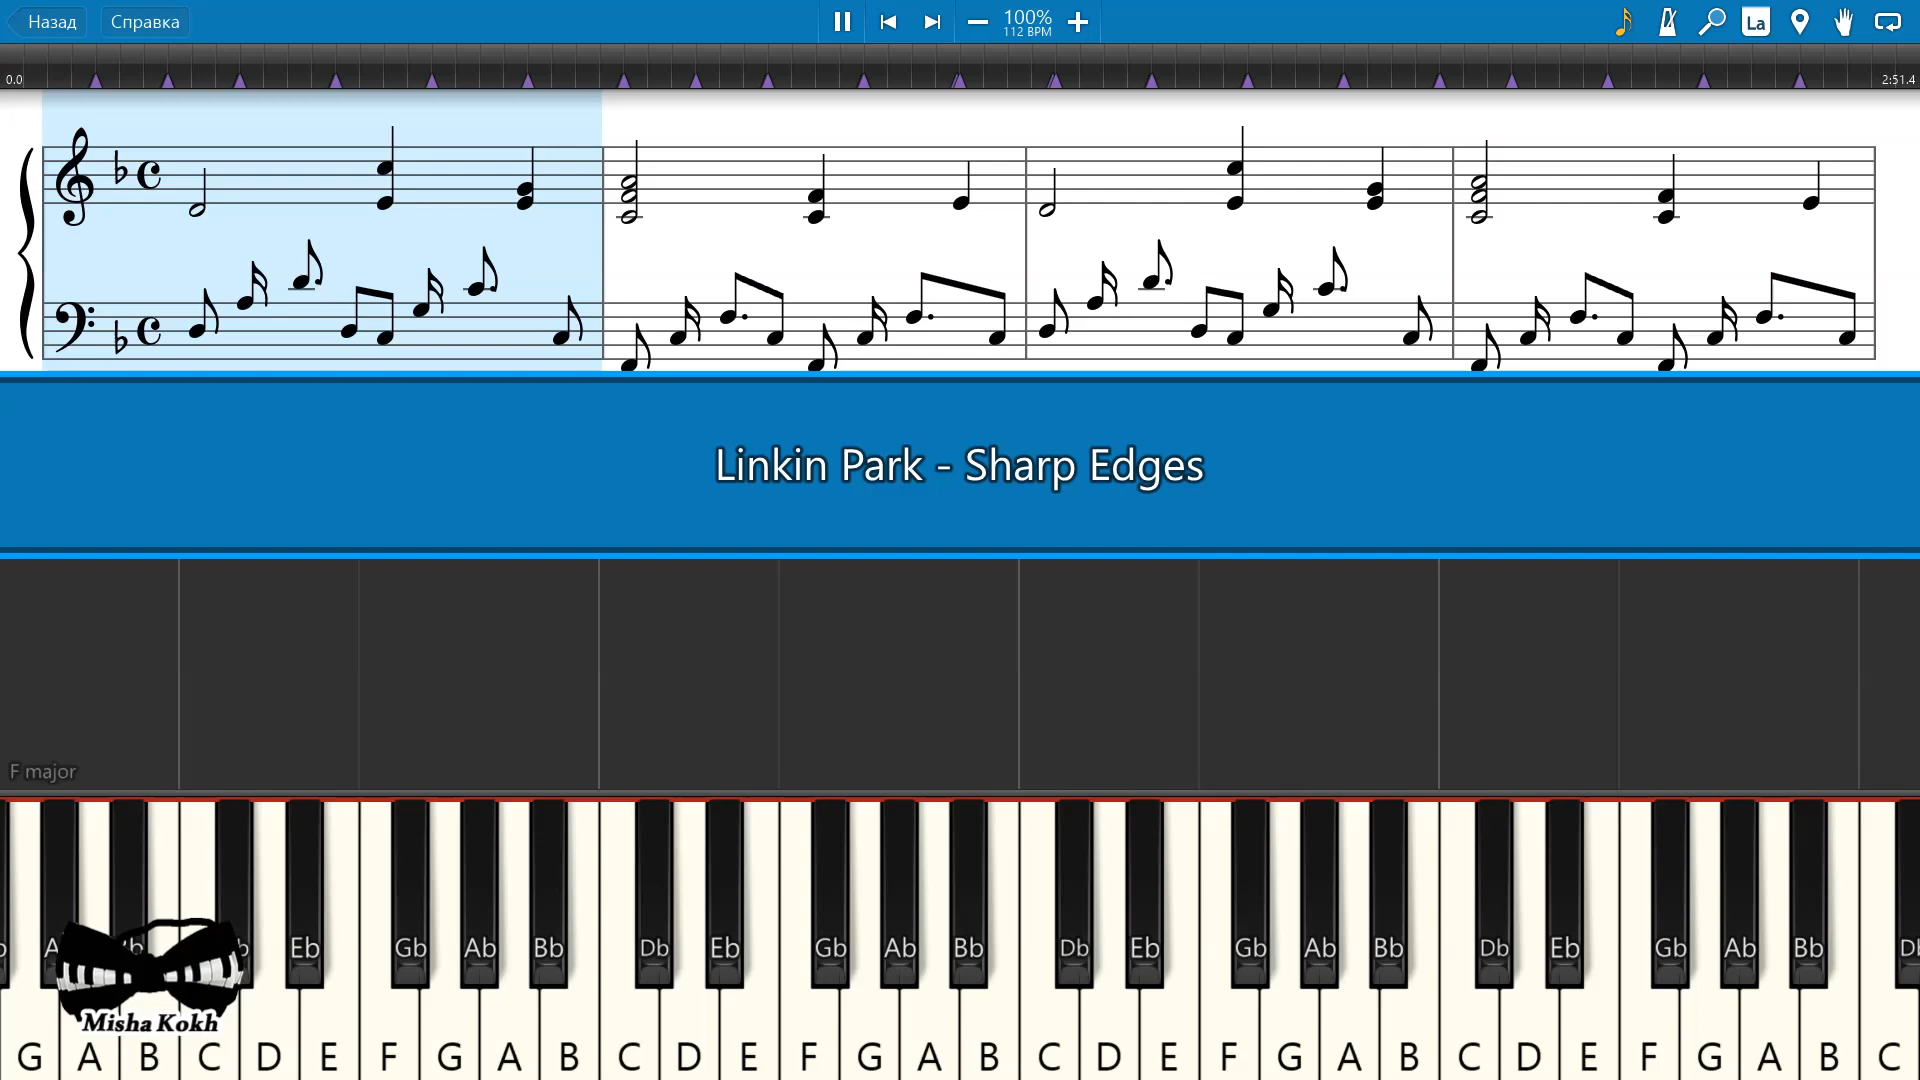 Назад
Справка
100%
112 BPM
La
0.0
2:51.4
Linkin Park - Sharp Edges
F major
Eb Gb Ab Bb Db Eb Gb Ab Bb Db Eb Gb Ab Bb Db Eb Gb Ab Bb
Misha Kokh
G A B C D E F G A B C D E F G A B C D E F G A B C D E F G A B C